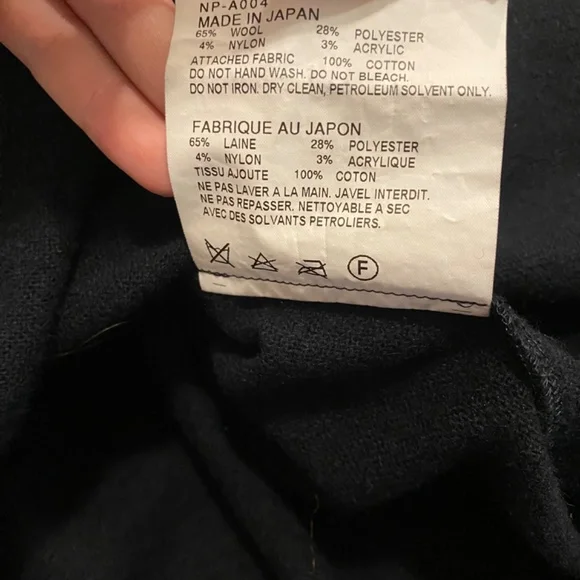 NP-A004
MADE IN JAPAN
65% WOOL 28% POLYESTER
4% NYLON 3% ACRYLIC
ATTACHED FABRIC 100% COTTON
DO NOT HAND WASH. DO NOT BLEACH.
DO NOT IRON. DRY CLEAN, PETROLEUM SOLVENT ONLY.
FABRIQUE AU JAPON
65% LAINE 28% POLYESTER
4% NYLON 3% ACRYLIQUE
TISSU AJOUTE 100% COTON
NE PAS LAVER A LA MAIN. JAVEL INTERDIT.
NE PAS REPASSER. NETTOYABLE A SEC
AVEC DES SOLVANTS PETROLIERS.
F